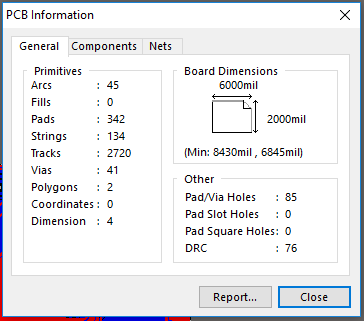 PCB Information
General Components Nets
Primitives
Arcs : 45
Fills : 0
Pads : 342
Strings : 134
Tracks : 2720
Vias : 41
Polygons : 2
Coordinates : 0
Dimension : 4
Board Dimensions
6000mil
2000mil
(Min: 8430mil , 6845mil)
Other
Pad/Via Holes : 85
Pad Slot Holes : 0
Pad Square Holes : 0
DRC : 76
Report... Close